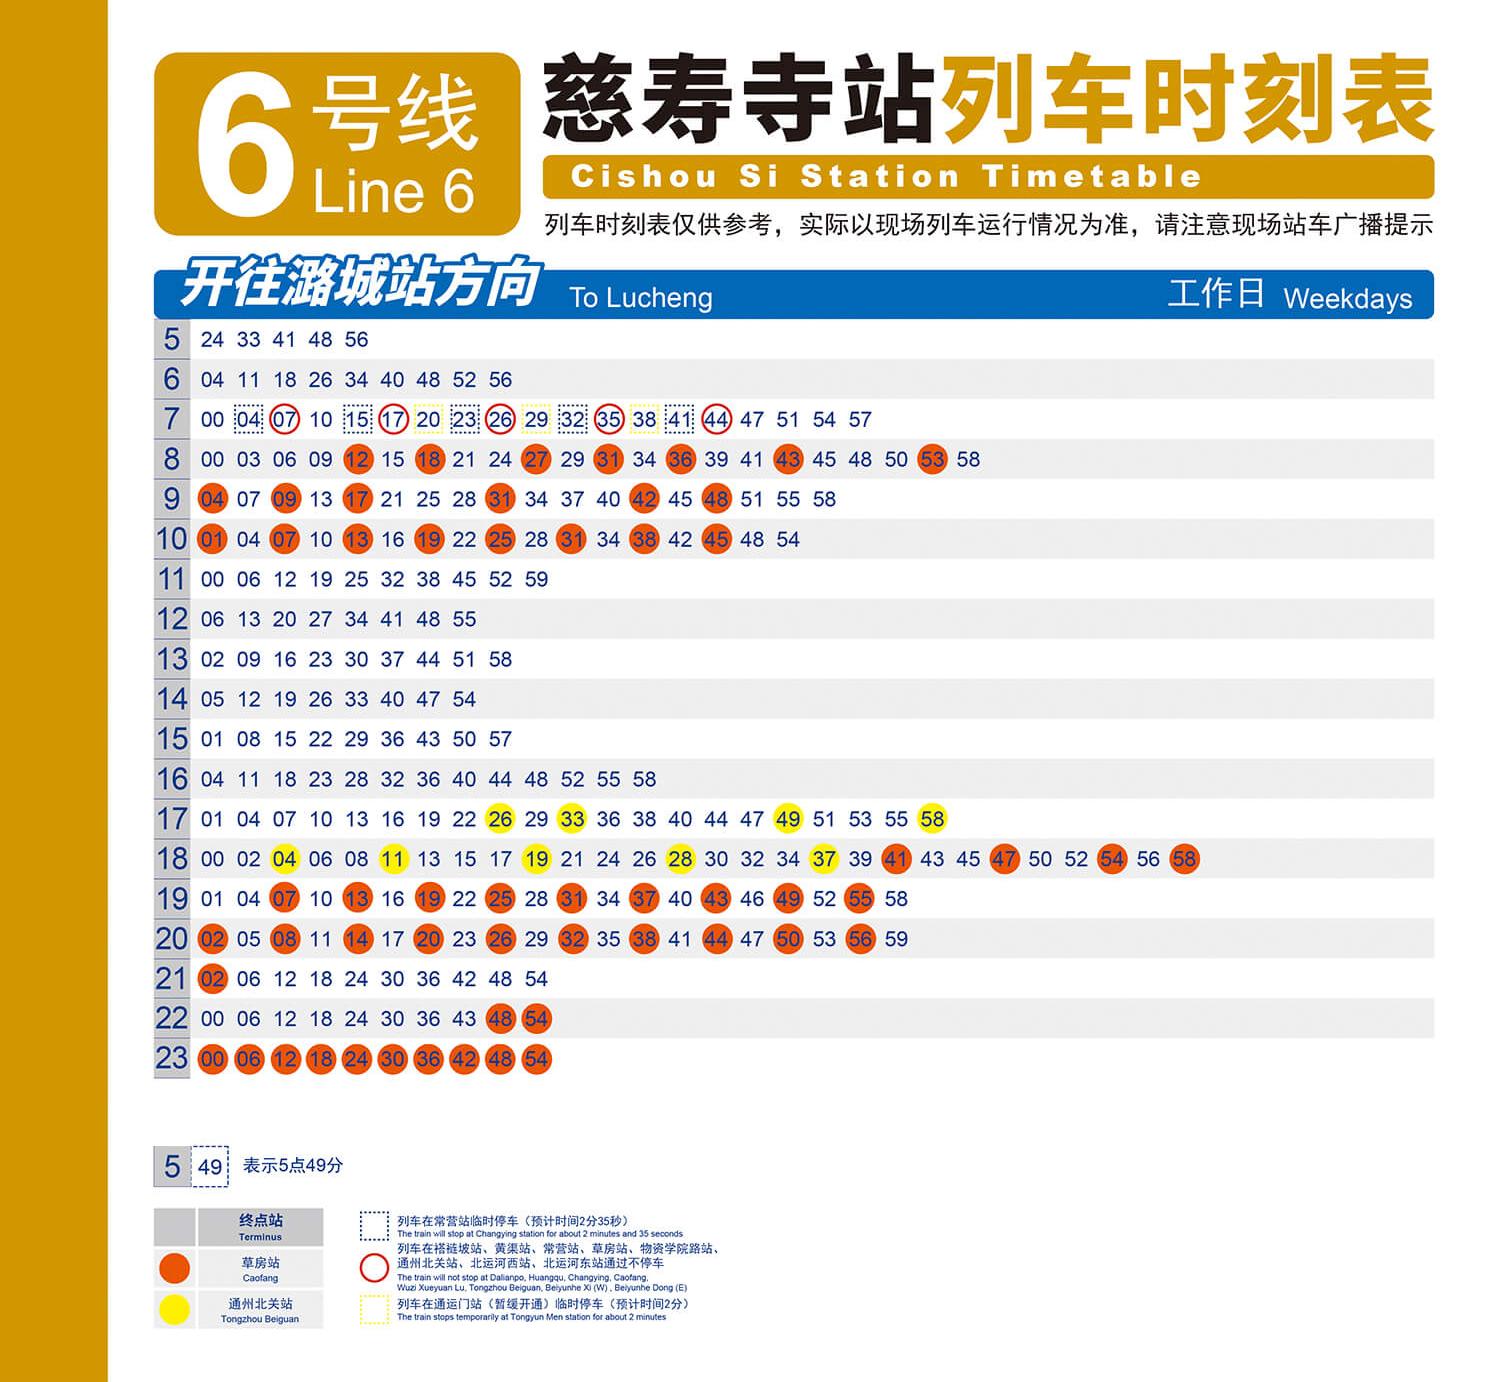 6号线
Line 6
慈寿寺站列车时刻表
Cishou Si Station Timetable
列车时刻表仅供参考，实际以现场列车运行情况为准，请注意现场站车广播提示
开往潞城站方向 To Lucheng 工作日 Weekdays
5 24 33 41 48 56
6 04 11 18 26 34 40 48 52 56
7 00 04 07 10 15 17 20 23 26 29 32 35 38 41 44 47 51 54 57
8 00 03 06 09 12 15 18 21 24 27 29 31 34 36 39 41 43 45 48 50 53 58
9 04 07 09 13 17 21 25 28 31 34 37 40 42 45 48 51 55 58
10 01 04 07 10 13 16 19 22 25 28 31 34 38 42 45 48 54
11 00 06 12 19 25 32 38 45 52 59
12 06 13 20 27 34 41 48 55
13 02 09 16 23 30 37 44 51 58
14 05 12 19 26 33 40 47 54
15 01 08 15 22 29 36 43 50 57
16 04 11 18 23 28 32 36 40 44 48 52 55 58
17 01 04 07 10 13 16 19 22 26 29 33 36 38 40 44 47 49 51 53 55 58
18 00 02 04 06 08 11 13 15 17 19 21 24 26 28 30 32 34 37 39 41 43 45 47 50 52 54 56 58
19 01 04 07 10 13 16 19 22 25 28 31 34 37 40 43 46 49 52 55 58
20 02 05 08 11 14 17 20 23 26 29 32 35 38 41 44 47 50 53 56 59
21 02 06 12 18 24 30 36 42 48 54
22 00 06 12 18 24 30 36 43 48 54
23 00 06 12 18 24 30 36 42 48 54
5 49 表示5点49分
终点站
Terminus
草房站
Caofang
通州北关站
Tongzhou Beiguan
列车在常营站临时停车（预计时间2分35秒）
The train will stop at Changying station for about 2 minutes and 35 seconds
列车在褡裢坡站、黄渠站、常营站、草房站、物资学院路站、
通州北关站、北运河西站、北运河东站通过不停车
The train will not stop at Dalianpo, Huangqu, Changying, Caofang,
Wuzi Xueyuan Lu, Tongzhou Beiguan, Beiyunhe Xi (W) , Beiyunhe Dong (E)
列车在通运门站（暂缓开通）临时停车（预计时间2分）
The train stops temporarily at Tongyun Men station for about 2 minutes